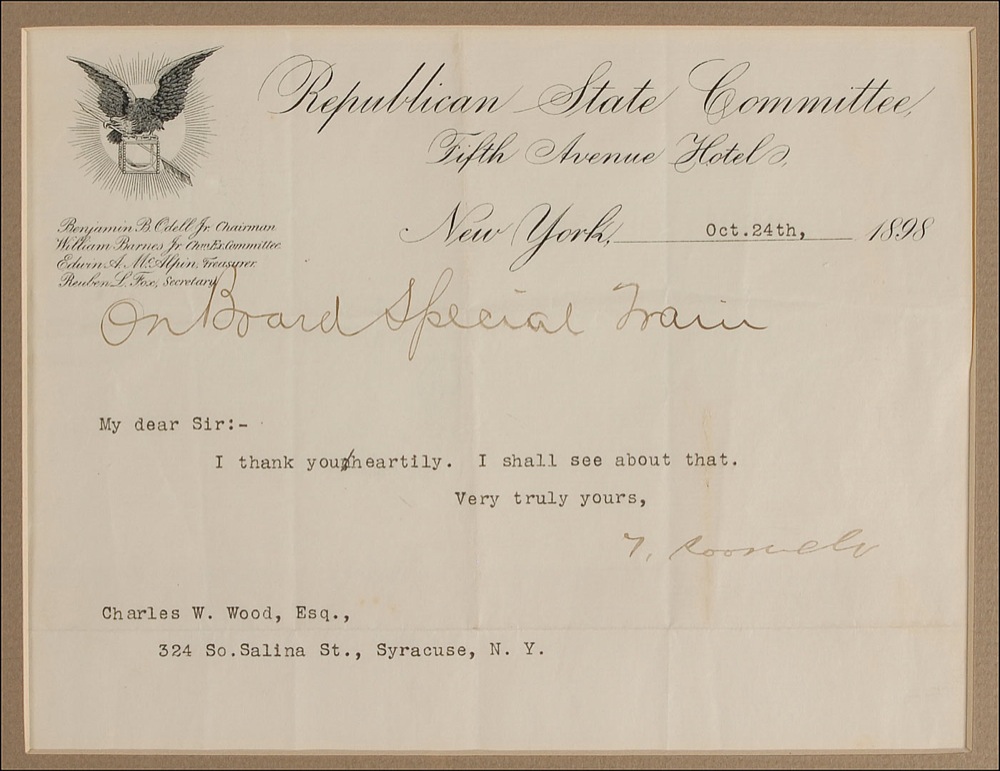 Republican State Committee,
Fifth Avenue Hotel,
Benjamin B. Odell Jr. Chairman
William Barnes Jr. Chm Ex. Committee
Edwin A. McAlpin, Treasurer.
Reuben L. Fox, Secretary
New York, Oct.24th, 1898
On Board Special Train
My dear Sir:-
I thank you heartily.  I shall see about that.
Very truly yours,
T. Roosevelt
Charles W. Wood, Esq.,
324 So.Salina St., Syracuse, N. Y.